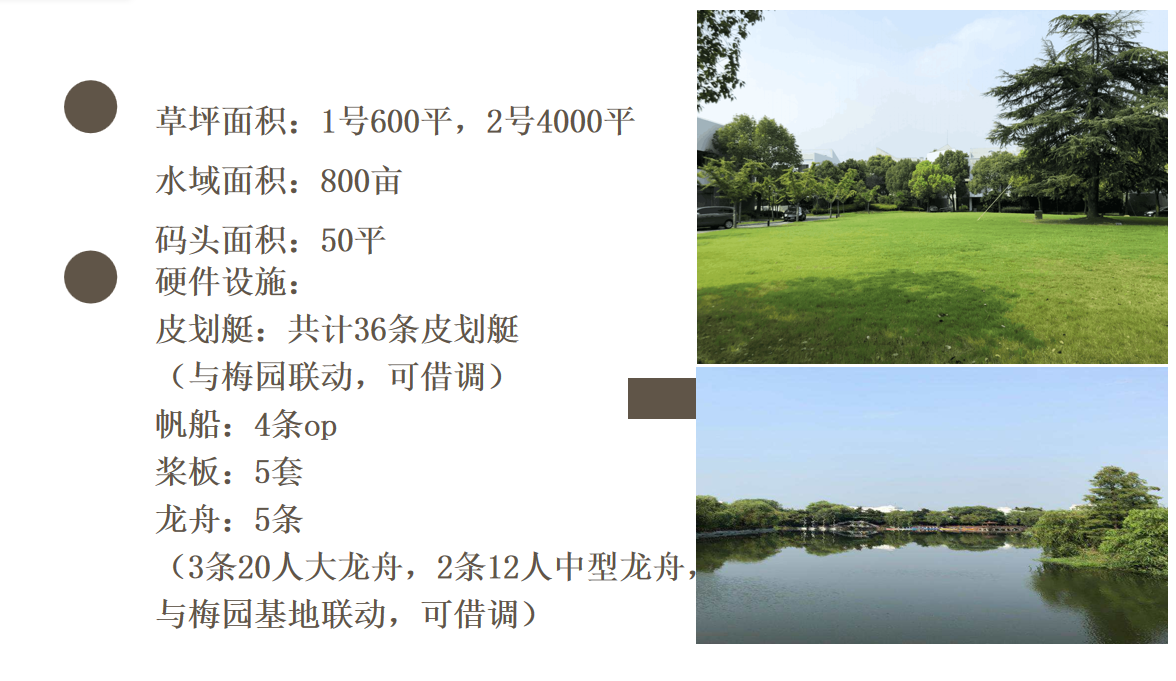 草坪面积：1号600平，2号4000平
水域面积：800亩
码头面积：50平
硬件设施：
皮划艇：共计36条皮划艇
（与梅园联动，可借调）
帆船：4条op
桨板：5套
龙舟：5条
（3条20人大龙舟，2条12人中型龙舟，
与梅园基地联动，可借调）